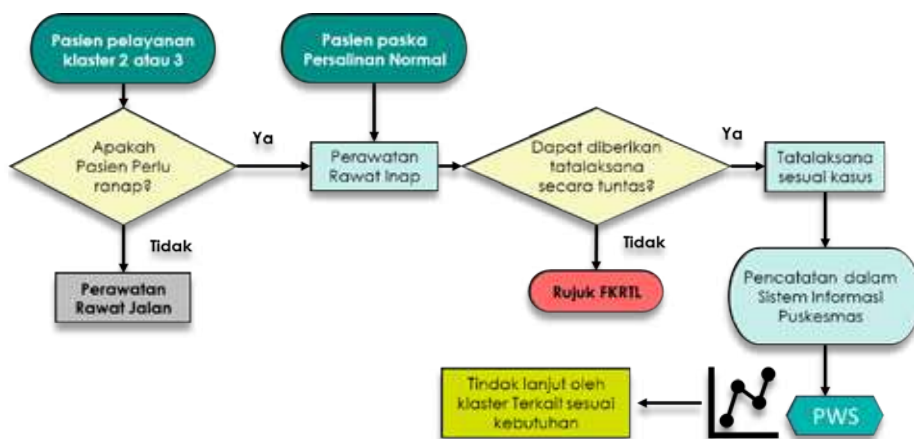 Pasien pelayanan
klaster 2 atau 3
Pasien paska
Persalinan Normal
Apakah
Pasien Perlu
ranap?
Ya
Perawatan
Rawat Inap
Dapat diberikan
tatalaksana
secara tuntas?
Ya
Tatalaksana
sesuai kasus
Tidak
Tidak
Perawatan
Rawat Jalan
Rujuk FKRTL
Pencatatan dalam
Sistem Informasi
Puskesmas
Tindak lanjut oleh
klaster Terkait sesuai
kebutuhan
PWS